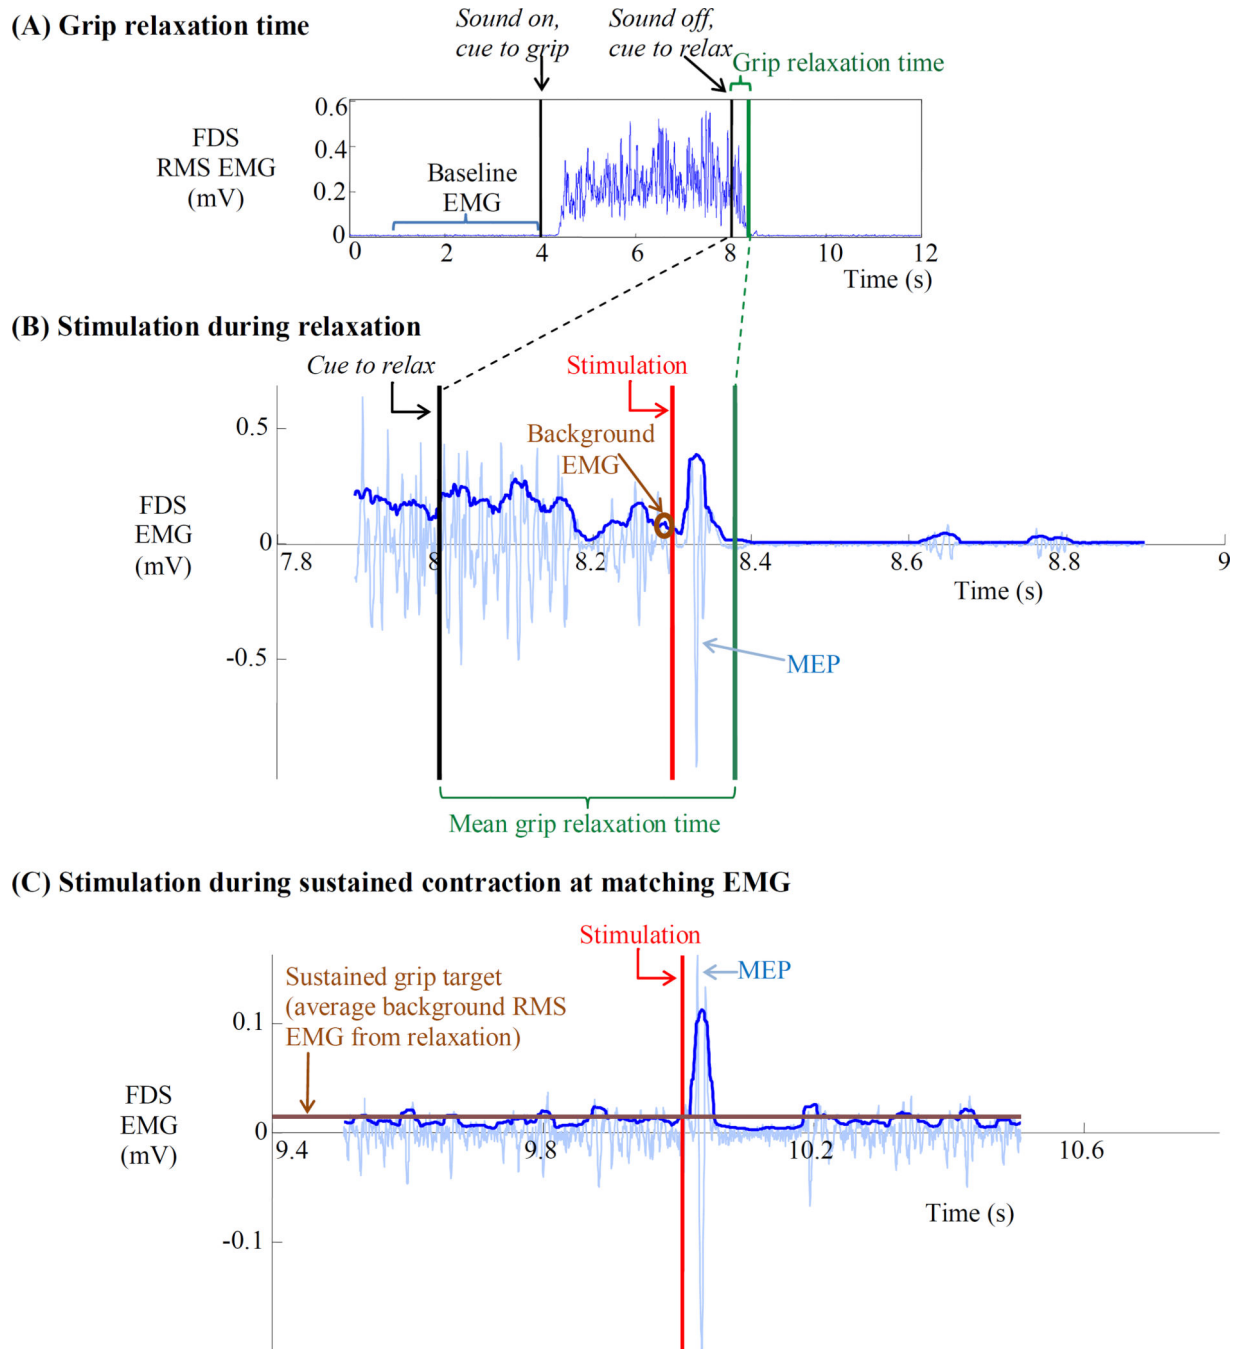 (A) Grip relaxation time
Sound on,
cue to grip
Sound off,
cue to relax
Grip relaxation time
FDS
RMS EMG
(mV)
0.6
0.4
0.2
0
Baseline
EMG
0 2 4 6 8 10 12
Time (s)
(B) Stimulation during relaxation
Cue to relax
Stimulation
Background
EMG
FDS
EMG
(mV)
0.5
0
-0.5
7.8 8 8.2 8.4 8.6 8.8 9
Time (s)
MEP
Mean grip relaxation time
(C) Stimulation during sustained contraction at matching EMG
Stimulation
MEP
Sustained grip target
(average background RMS
EMG from relaxation)
FDS
EMG
(mV)
0.1
0
-0.1
9.4 9.8 10.2 10.6
Time (s)